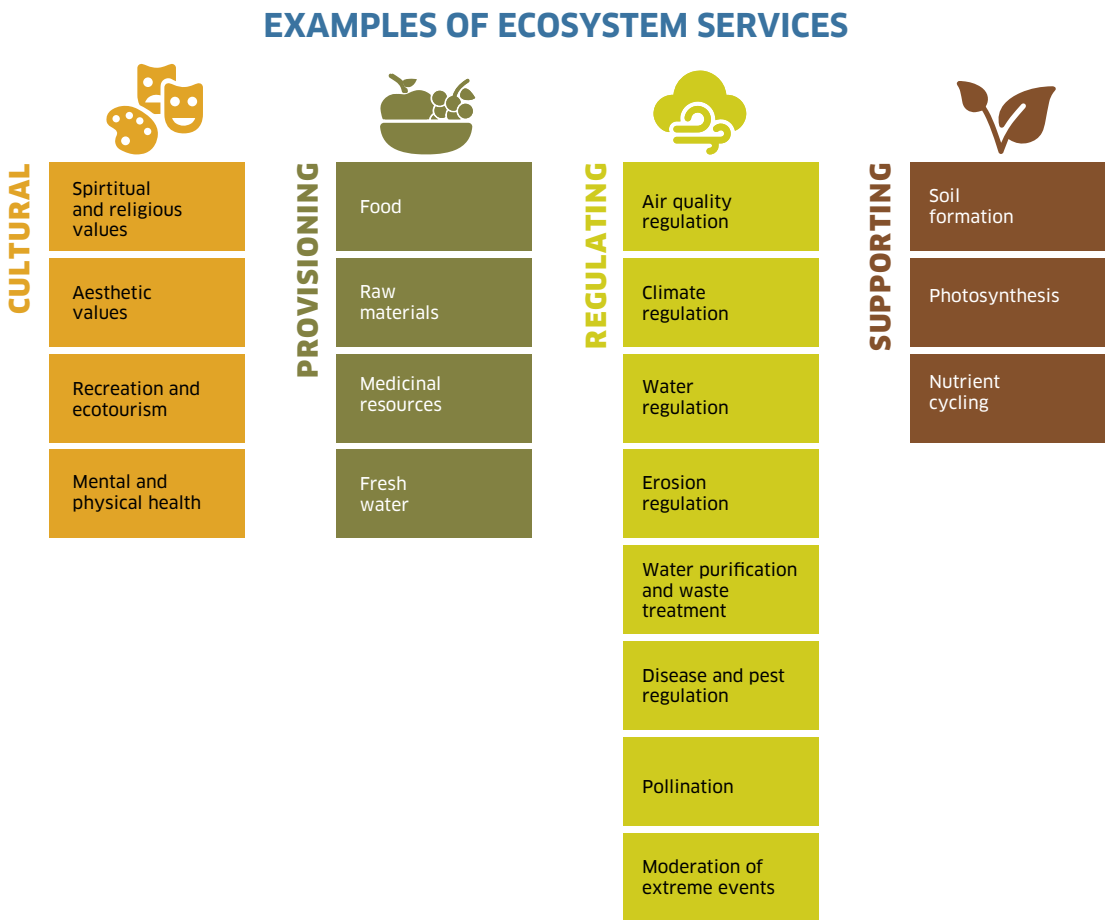 EXAMPLES OF ECOSYSTEM SERVICES
CULTURAL
Spirtitual
and religious
values
Aesthetic
values
Recreation and
ecotourism
Mental and
physical health
PROVISIONING
Food
Raw
materials
Medicinal
resources
Fresh
water
REGULATING
Air quality
regulation
Climate
regulation
Water
regulation
Erosion
regulation
Water purification
and waste
treatment
Disease and pest
regulation
Pollination
Moderation of
extreme events
SUPPORTING
Soil
formation
Photosynthesis
Nutrient
cycling